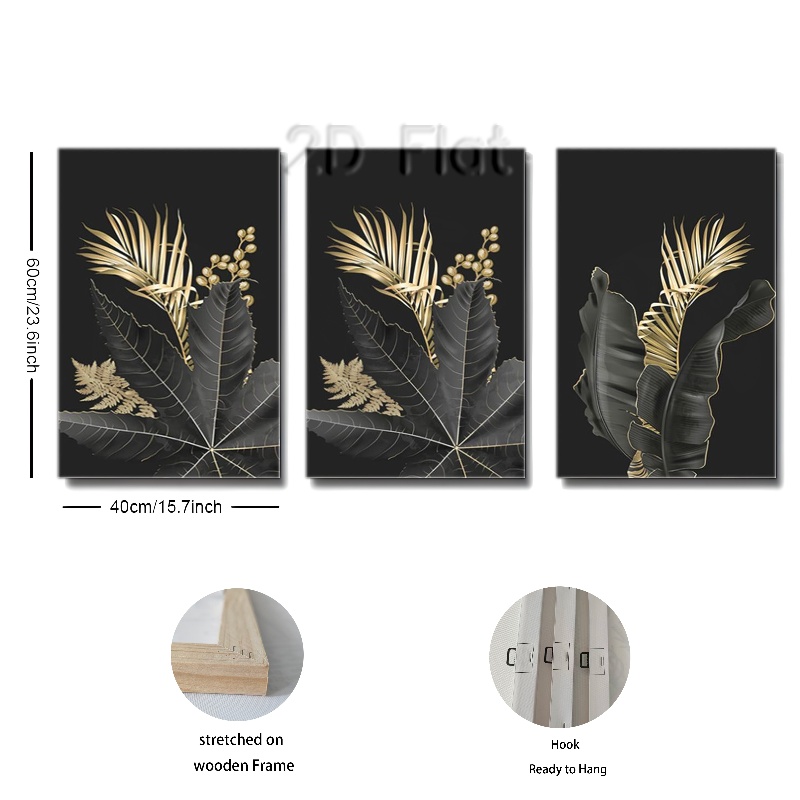 2D Flat
60cm/23.6inch
40cm/15.7inch
stretched on
wooden Frame
Hook
Ready to Hang